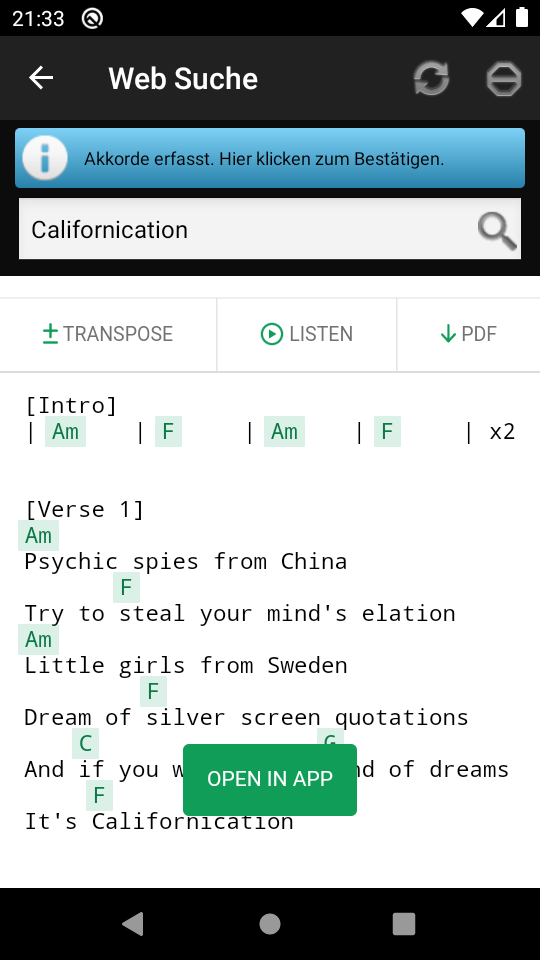 21:33
Web Suche
Akkorde erfasst. Hier klicken zum Bestätigen.
Californication
TRANSPOSE LISTEN PDF
[Intro]
| Am | F | Am | F | x2
[Verse 1]
Am
Psychic spies from China
F
Try to steal your mind's elation
Am
Little girls from Sweden
F
Dream of silver screen quotations
C G
And if you of dreams
OPEN IN APP
F
It's Californication